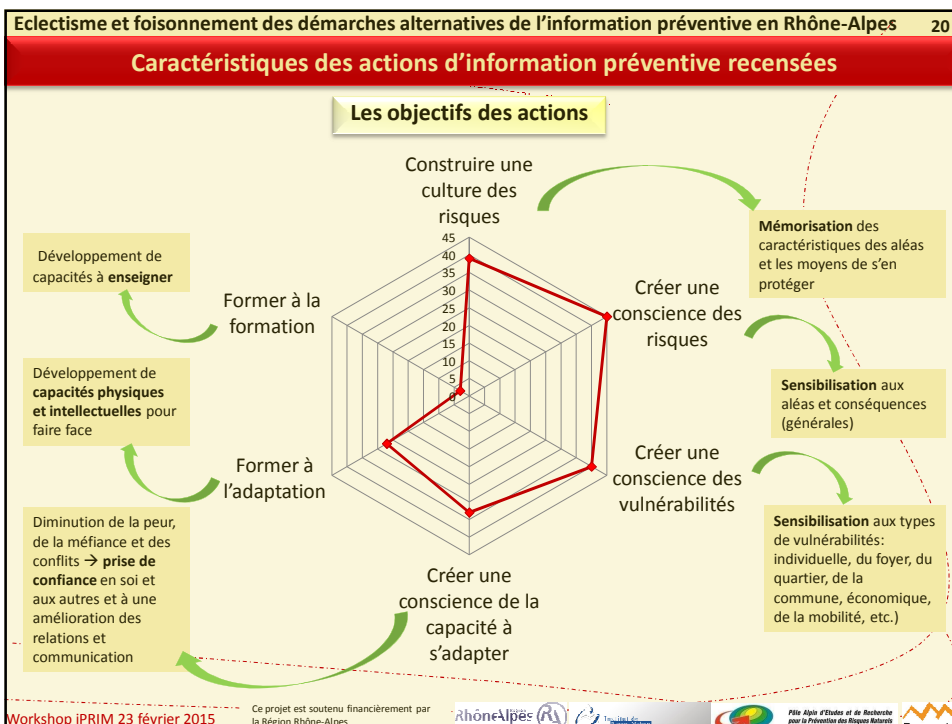 Eclectisme et foisonnement des démarches alternatives de l'information préventive en Rhône-Alpes 20
Caractéristiques des actions d'information préventive recensées
Les objectifs des actions
Construire une
culture des
risques
45
40
35
30
25
20
15
10
5
0
Créer une
conscience des
risques
Créer une
conscience des
vulnérabilités
Créer une
conscience de la
capacité à
s'adapter
Former à
l'adaptation
Former à la
formation
Mémorisation des
caractéristiques des aléas
et les moyens de s'en
protéger
Sensibilisation aux
aléas et conséquences
(générales)
Sensibilisation aux types
de vulnérabilités:
individuelle, du foyer, du
quartier, de la
commune, économique,
de la mobilité, etc.)
Diminution de la peur,
de la méfiance et des
conflits → prise de
confiance en soi et
aux autres et à une
amélioration des
relations et
communication
Développement de
capacités physiques
et intellectuelles pour
faire face
Développement de
capacités à enseigner
Workshop iPRIM 23 février 2015
Ce projet est soutenu financièrement par
la Région Rhône-Alpes
Rhône-Alpes
Pôle Alpin d'Etudes et de Recherche
pour la Prévention des Risques Naturels